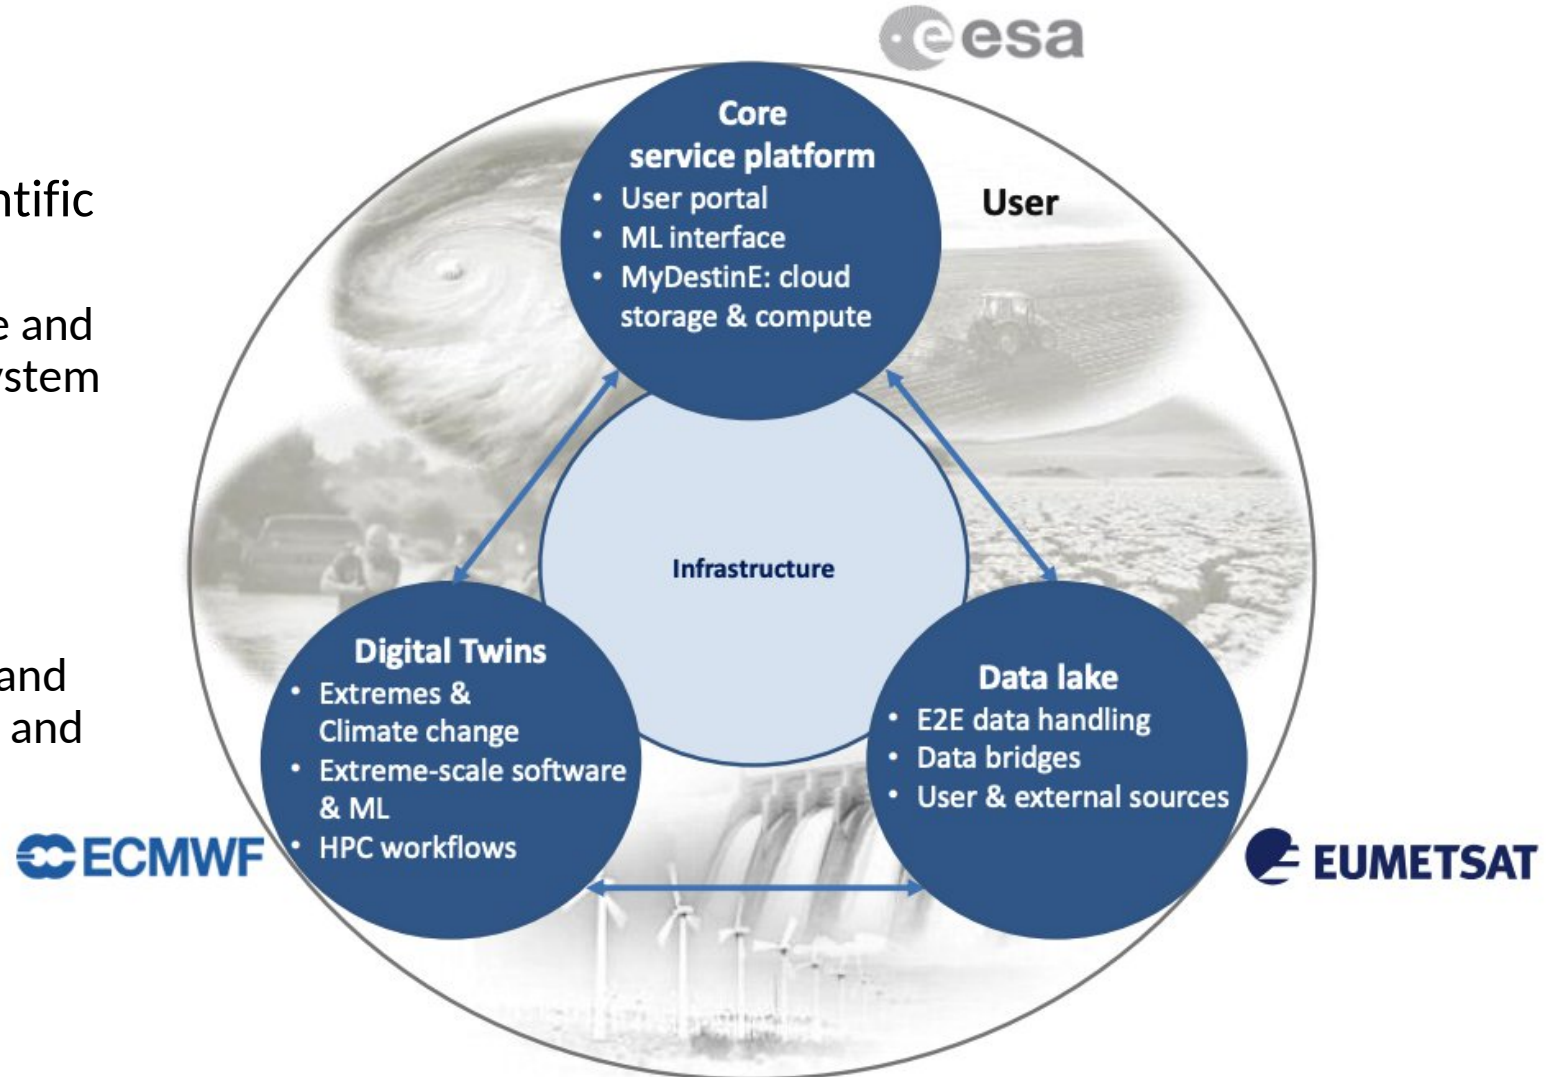 esa
Core
service platform
• User portal
• ML interface
• MyDestinE: cloud
storage & compute
User
ntific
e and
ystem
Infrastructure
and
and
Digital Twins
• Extremes &
Climate change
• Extreme-scale software
& ML
• HPC workflows
Data lake
• E2E data handling
• Data bridges
• User & external sources
ECMWF
EUMETSAT